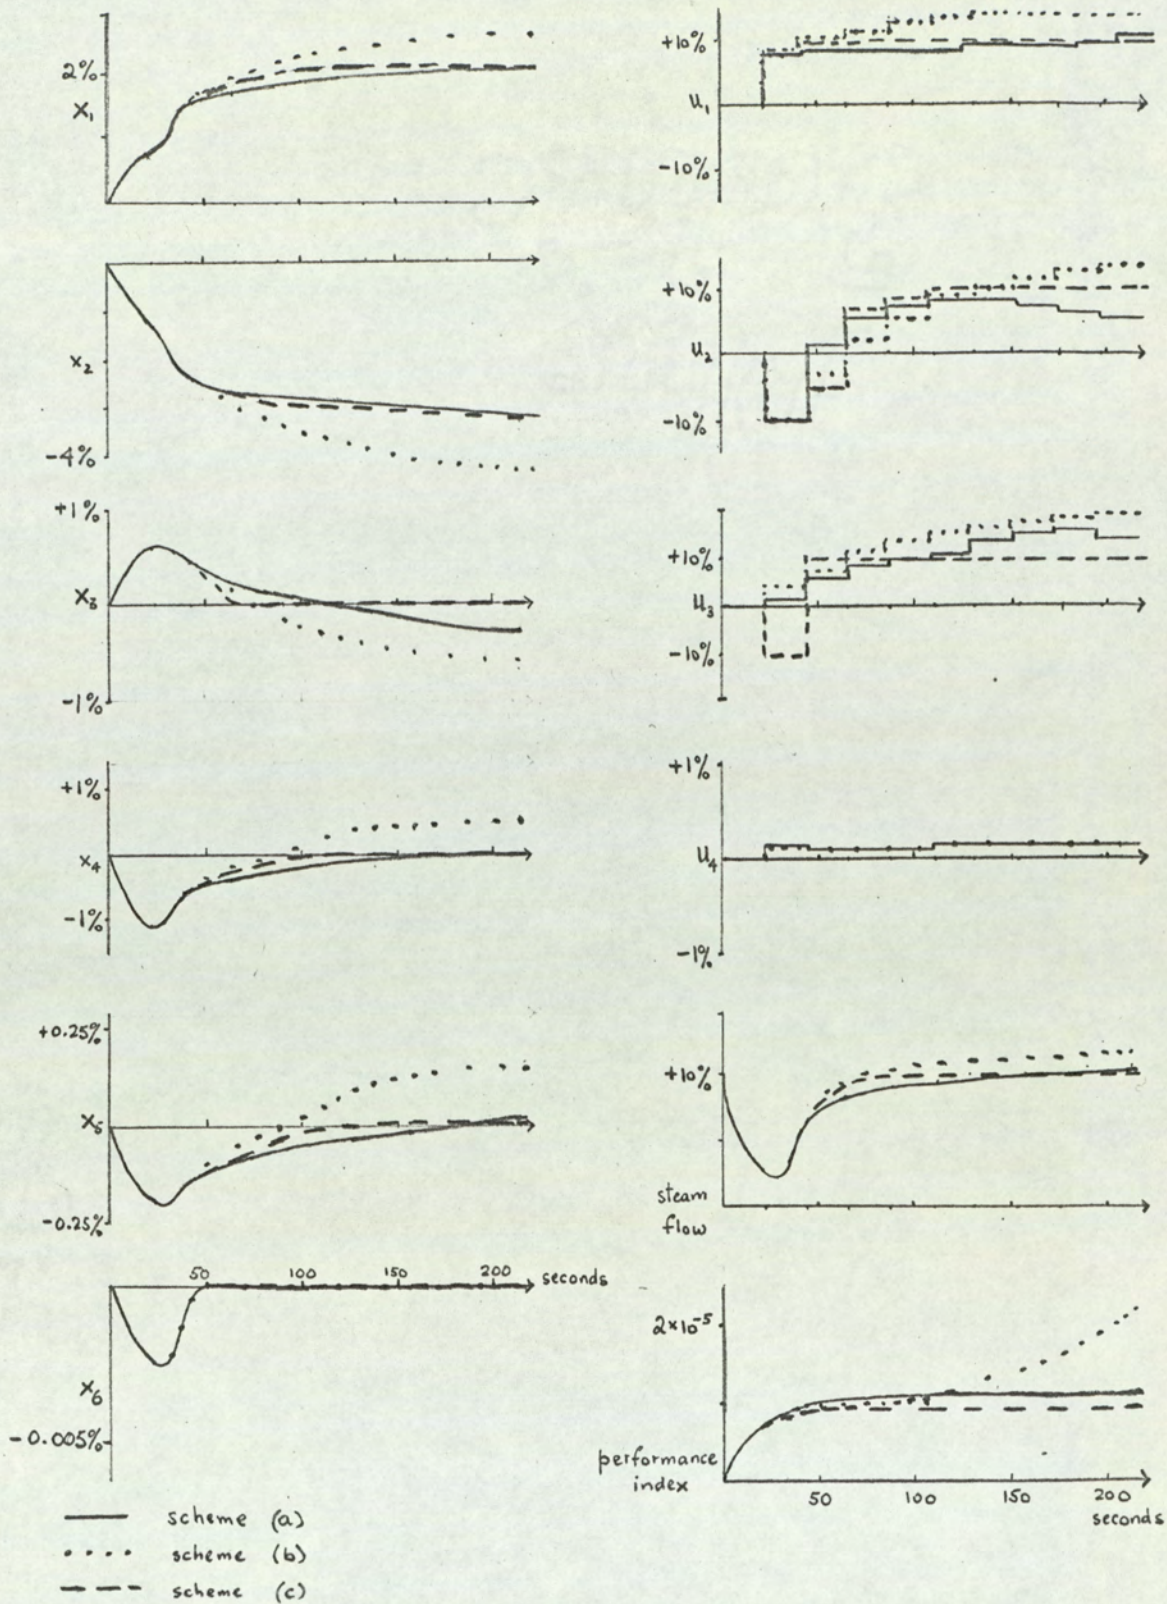 2%
X₁
+10%
u₁
-10%
x₂
-4%
+10%
u₂
-10%
+1%
X₃
-1%
+10%
u₃
-10%
+1%
x₄
-1%
+1%
u₄
-1%
+0.25%
x₅
-0.25%
+10%
steam
flow
50 100 150 200 seconds
x₆
-0.005%
2×10⁻⁵
performance
index
50 100 150 200
seconds
scheme (a)
scheme (b)
scheme (c)